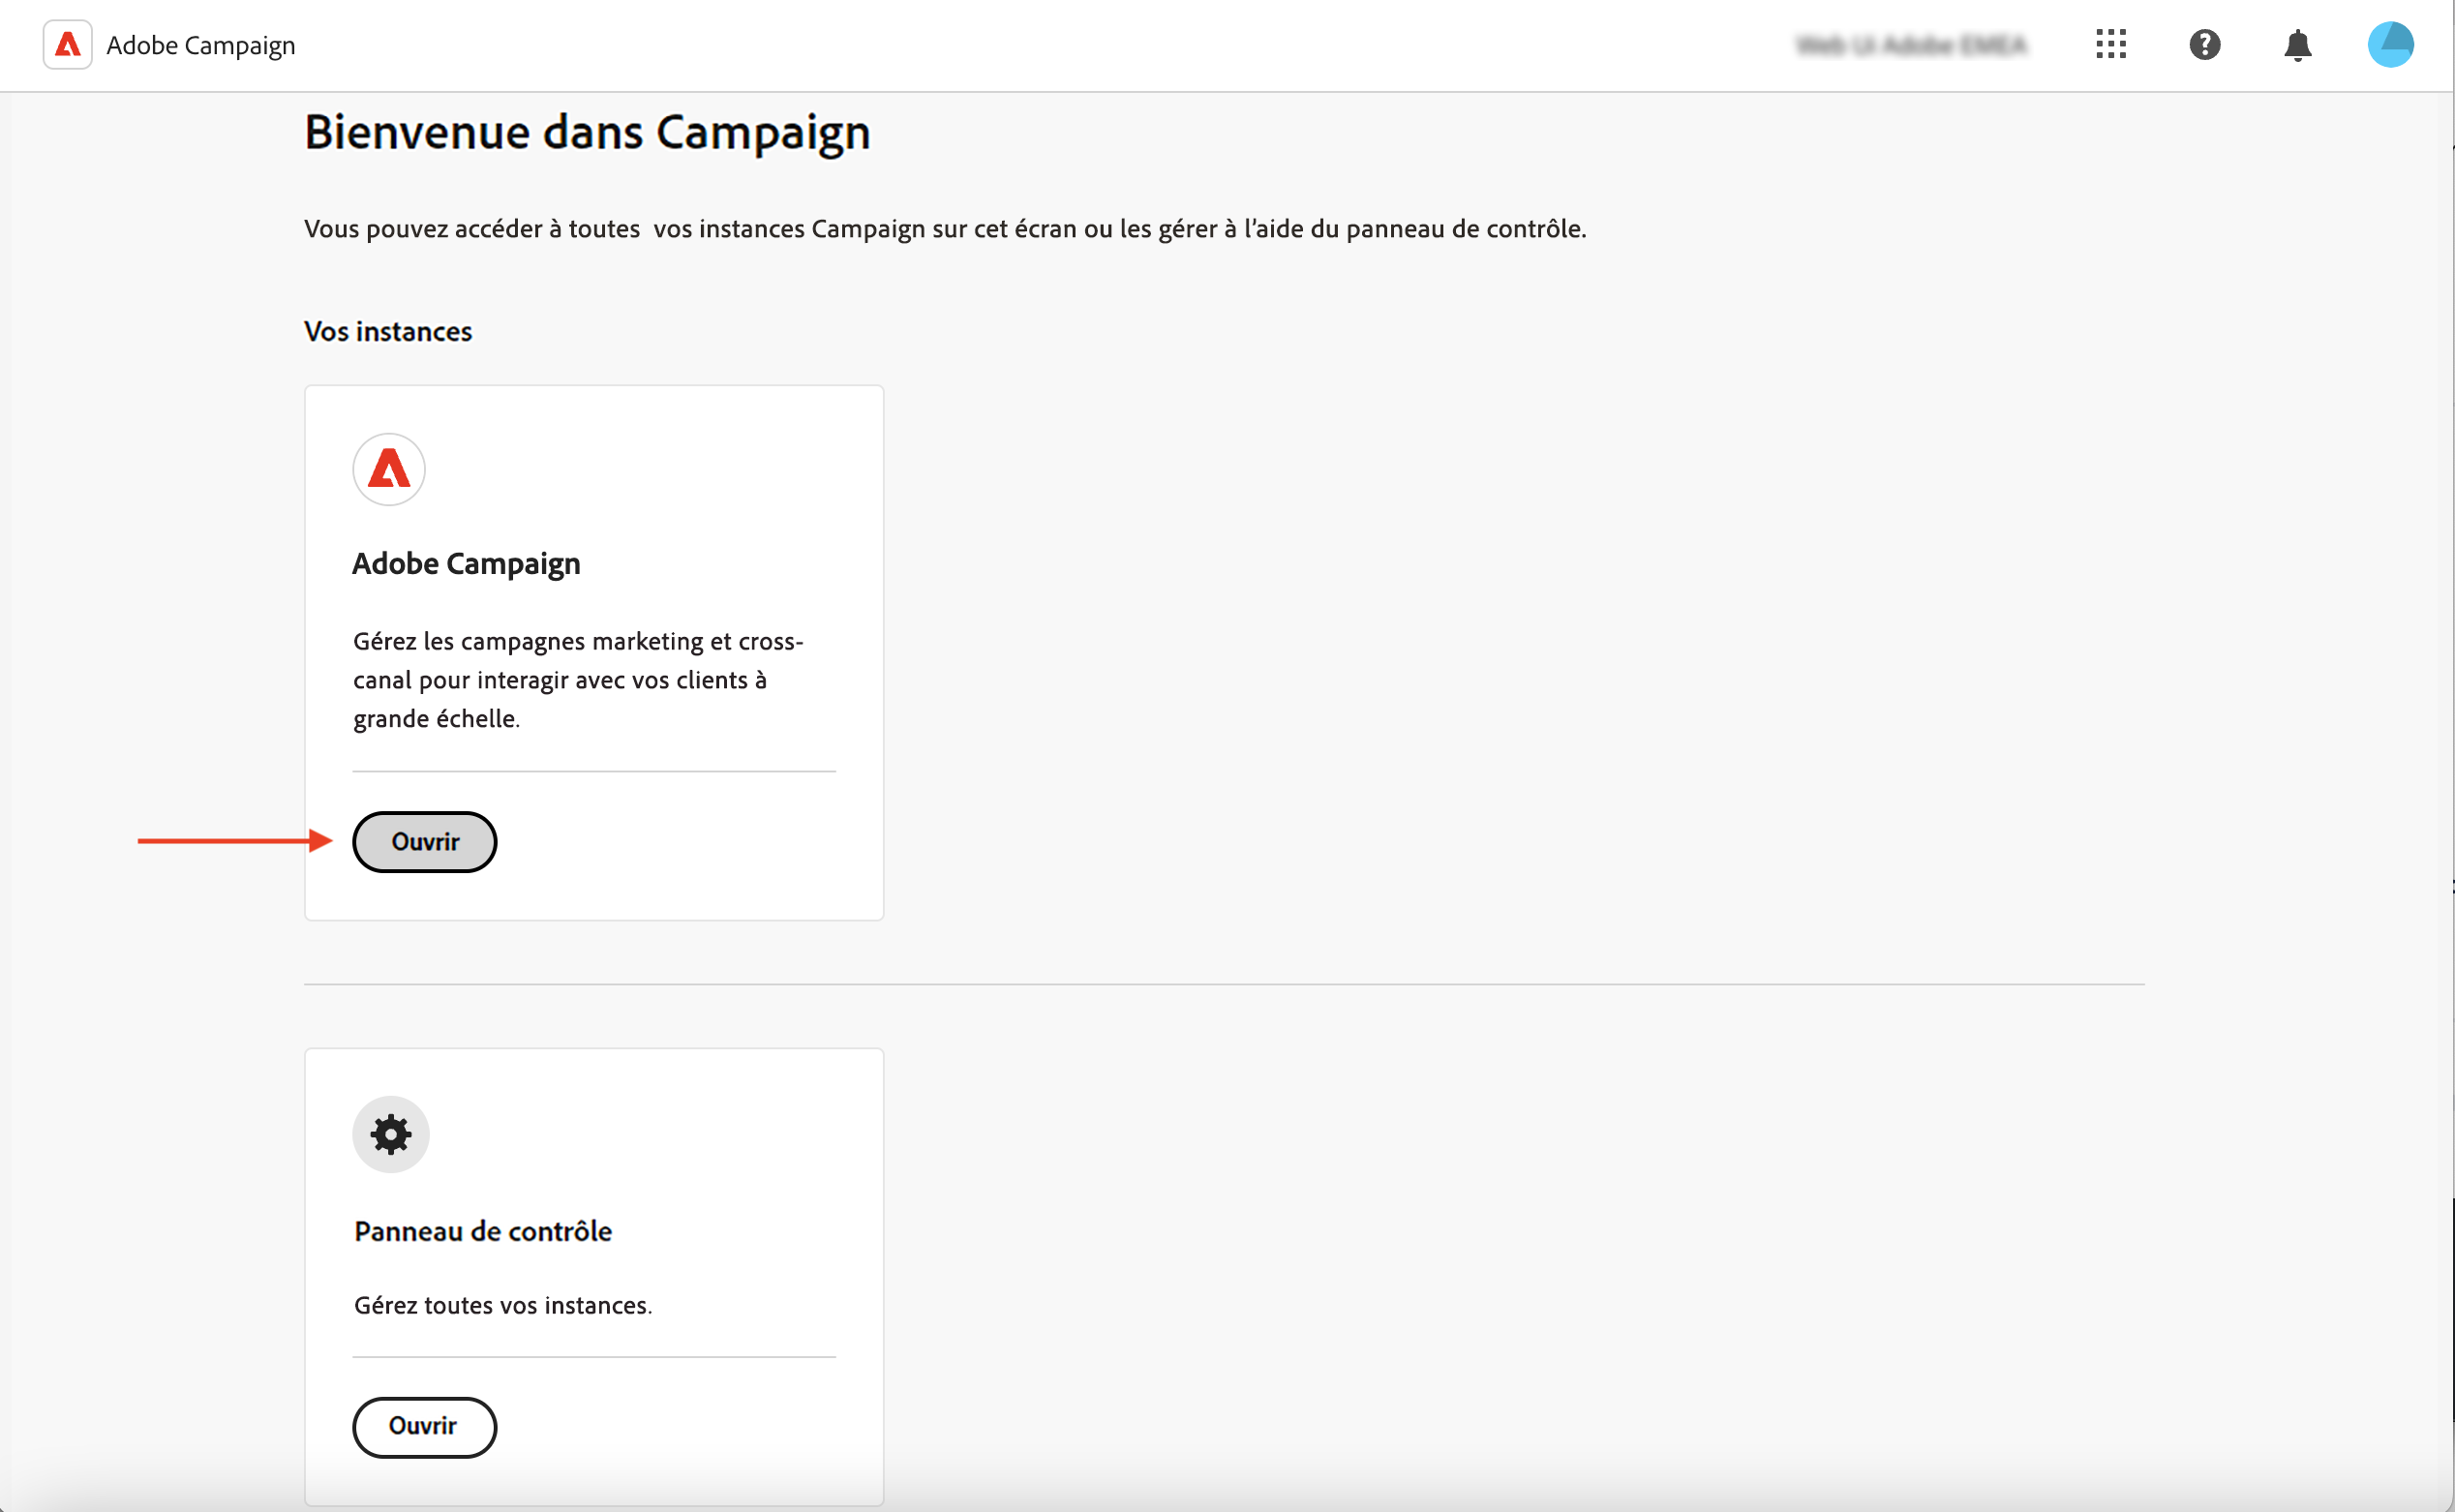 Adobe Campaign
Bienvenue dans Campaign
Vous pouvez accéder à toutes  vos instances Campaign sur cet écran ou les gérer à l’aide du panneau de contrôle.
Vos instances
Adobe Campaign
Gérez les campagnes marketing et cross-
canal pour interagir avec vos clients à
grande échelle.
Ouvrir
Panneau de contrôle
Gérez toutes vos instances.
Ouvrir